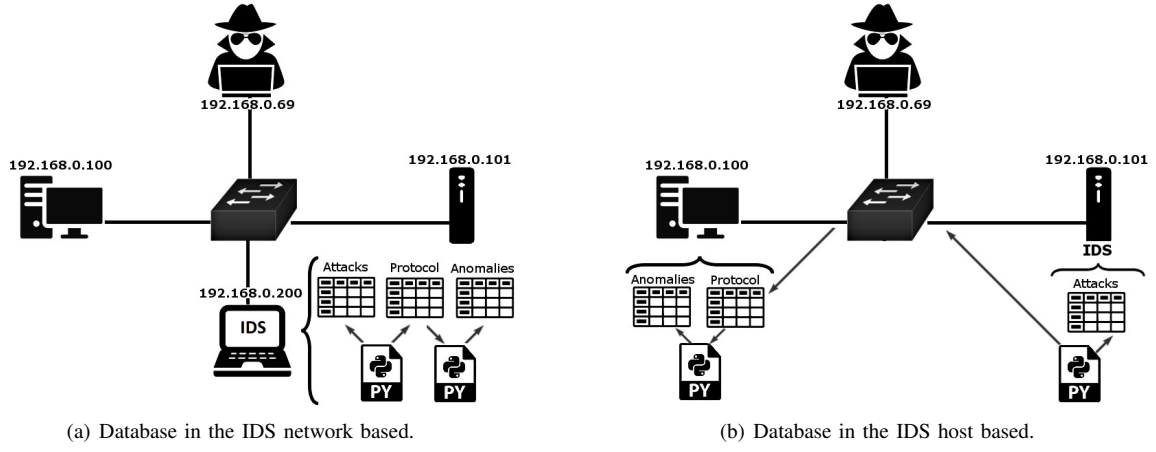 192.168.0.69
192.168.0.100
192.168.0.101
192.168.0.200
IDS
Attacks
Protocol
Anomalies
PY
PY
(a) Database in the IDS network based.
192.168.0.69
192.168.0.100
192.168.0.101
IDS
Anomalies
Protocol
Attacks
PY
PY
(b) Database in the IDS host based.